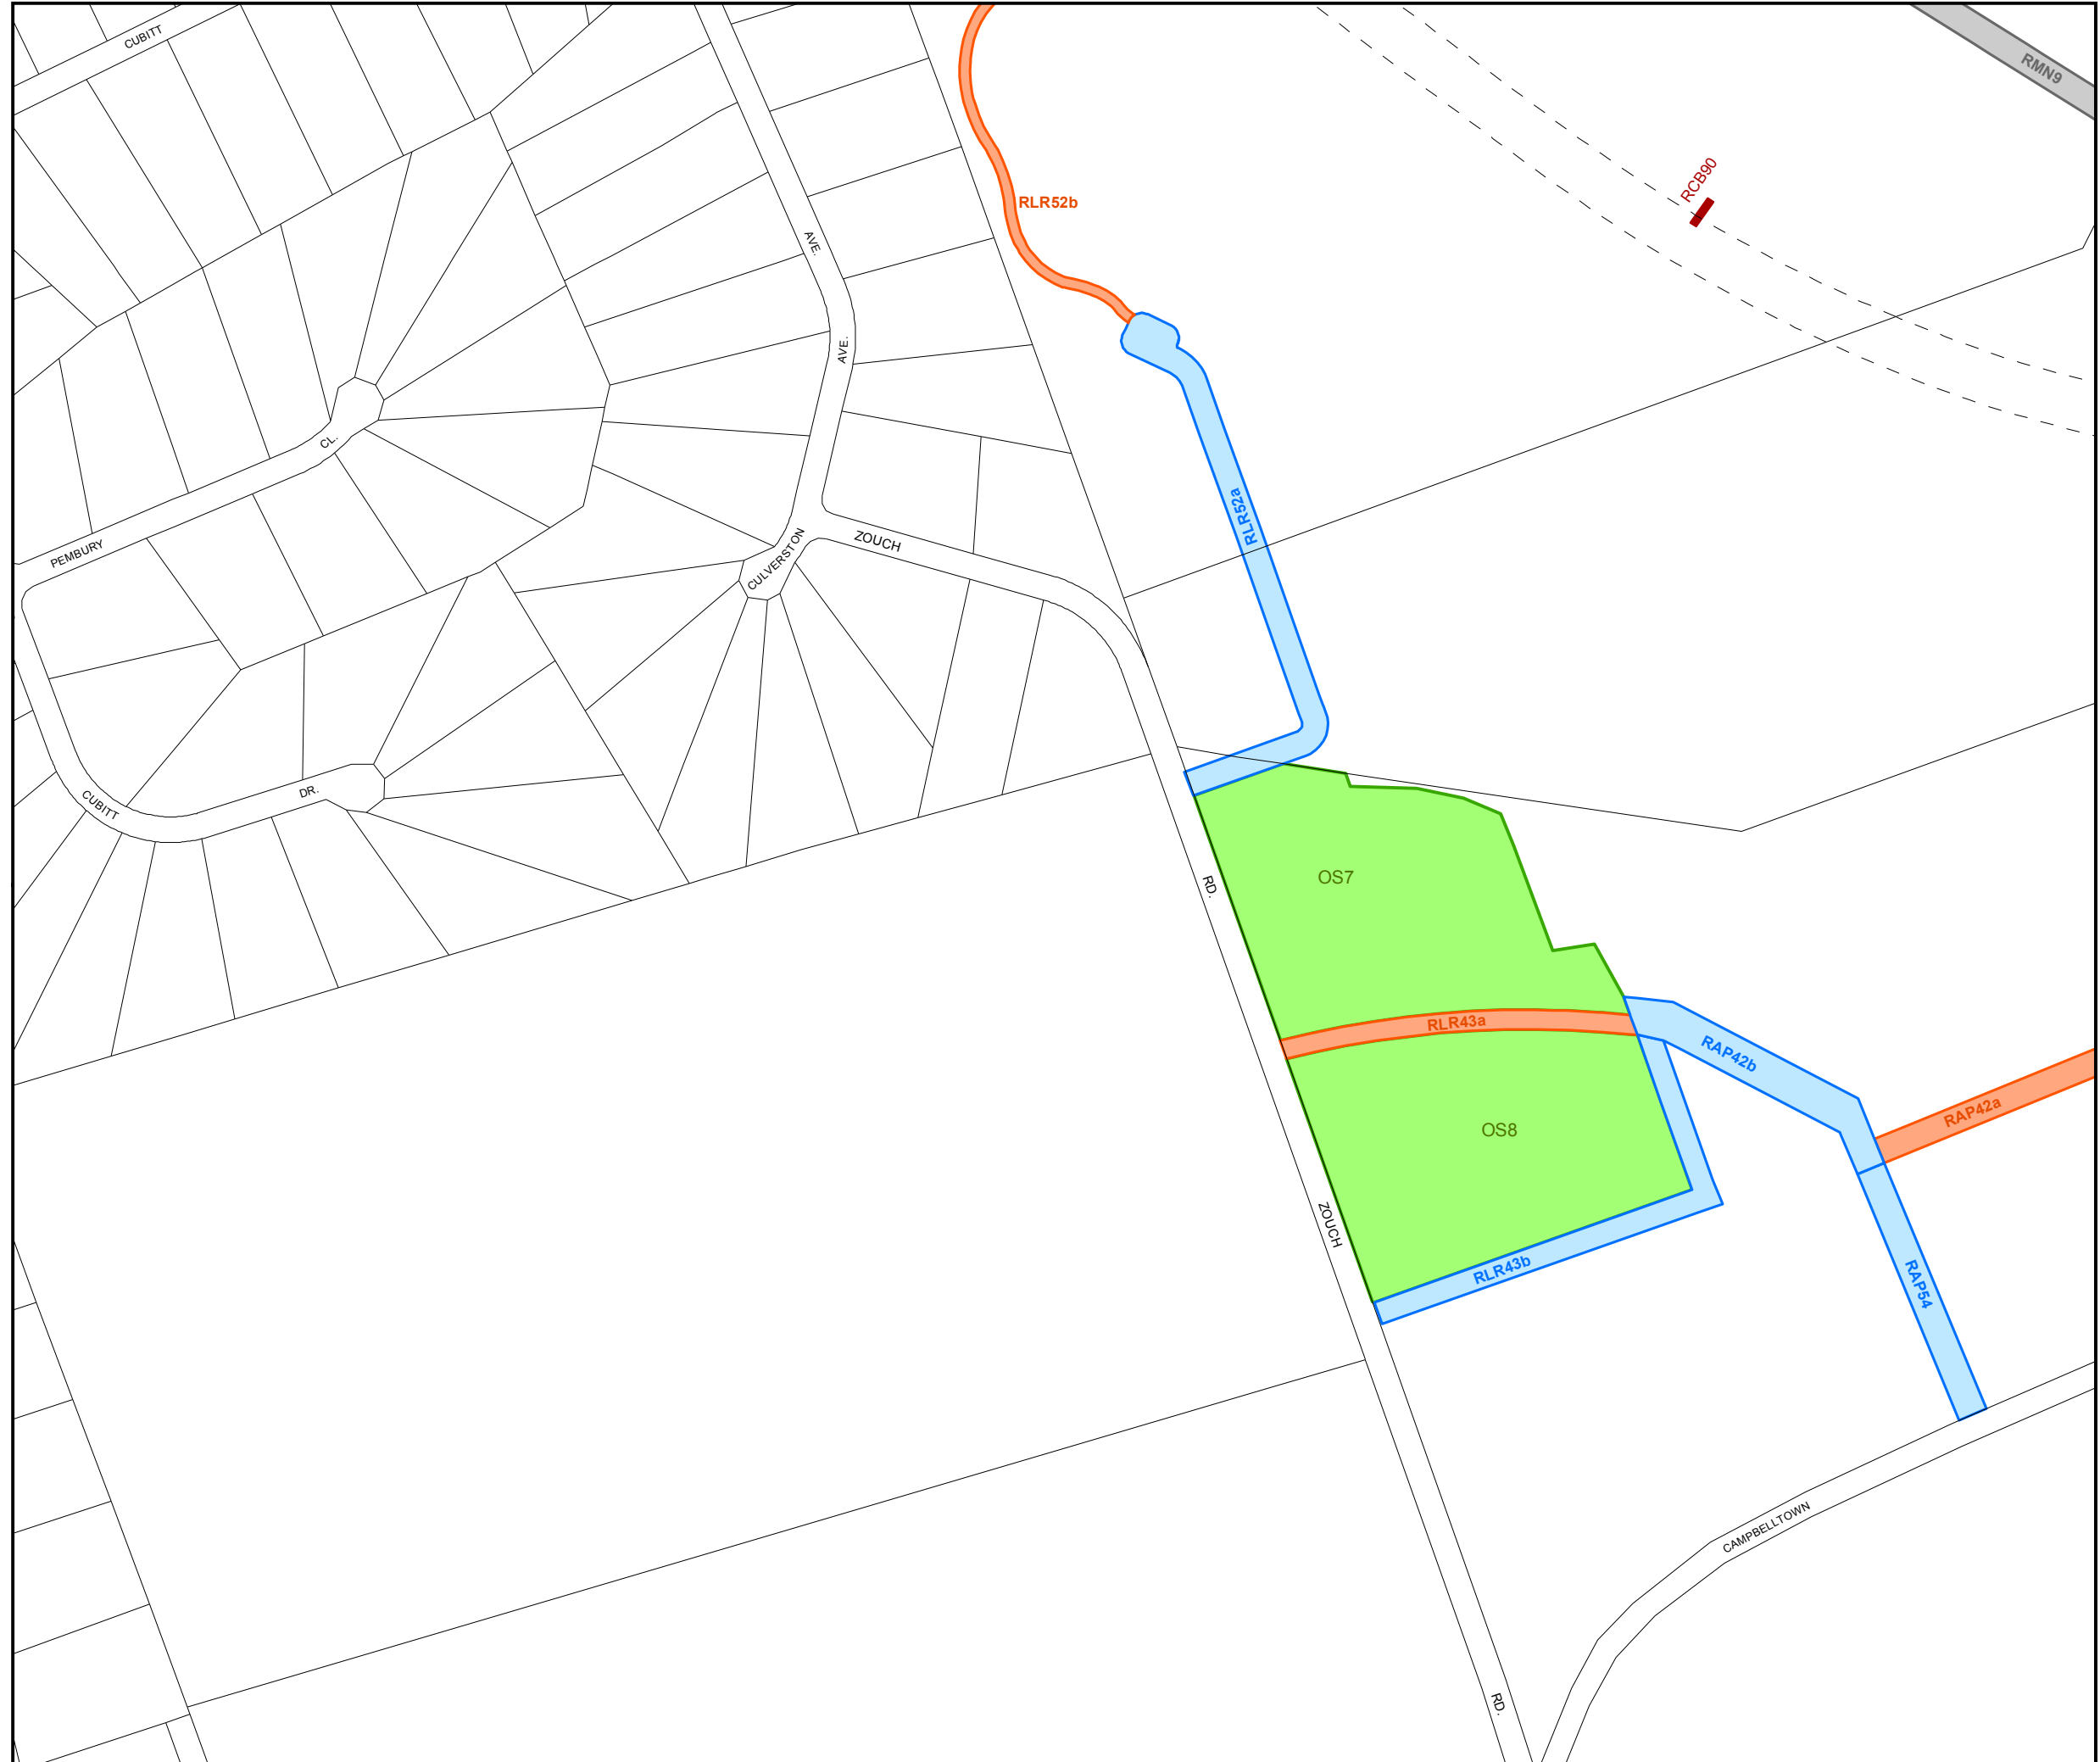 CUBITT
RMN9
RCB90
RLR52b
AVE.
AVE.
CL.
RLR52a
PEMBURY
CULVERSTON
ZOUCH
DR.
CUBITT
RD.
OS7
RLR43a
RAP42b
RAP42a
OS8
ZOUCH
RLR43b
RAP54
CAMPBELLTOWN
RD.